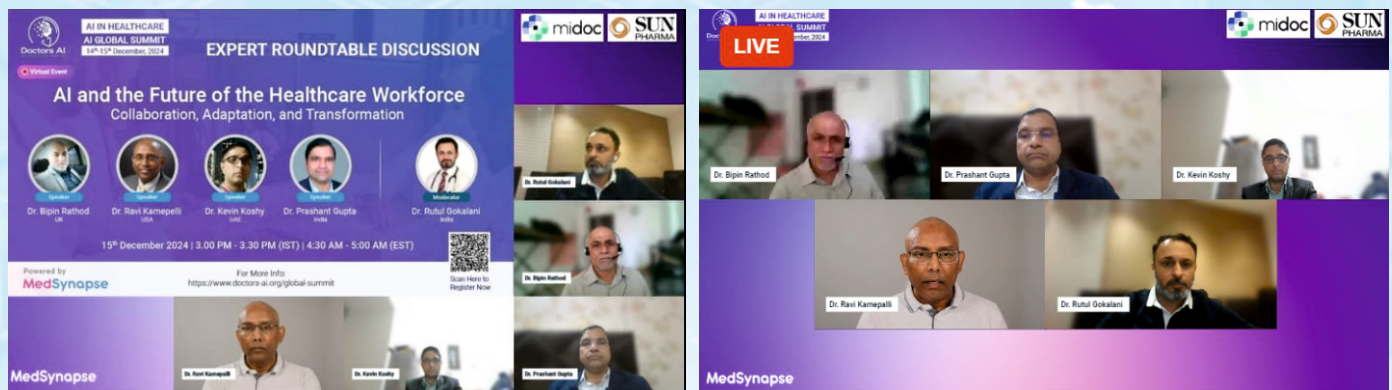 Doctors AI
AI IN HEALTHCARE
AI GLOBAL SUMMIT
14th-15th December, 2024
Virtual Event
EXPERT ROUNDTABLE DISCUSSION
AI and the Future of the Healthcare Workforce
Collaboration, Adaptation, and Transformation
Speaker
Speaker
Speaker
Speaker
Moderator
Dr. Bipin Rathod
UK
Dr. Ravi Kamepelli
USA
Dr. Kevin Koshy
UAE
Dr. Prashant Gupta
India
Dr. Rutul Gokalani
India
15th December 2024 | 3.00 PM - 3.30 PM (IST) | 4:30 AM - 5:00 AM (EST)
Powered by
MedSynapse
For More Info:
https://www.doctors-ai.org/global-summit
Scan Here to
Register Now
midoc
SUN
PHARMA
Dr. Rutul Gokalani
Dr. Bipin Rathod
Dr. Ravi Kamepalli
Dr. Kevin Koshy
Dr. Prashant Gupta
MedSynapse
LIVE
AI IN HEALTHCARE
SUMMIT
midoc
SUN
PHARMA
Dr. Bipin Rathod
Dr. Prashant Gupta
Dr. Kevin Koshy
Dr. Ravi Kamepalli
Dr. Rutul Gokalani
MedSynapse